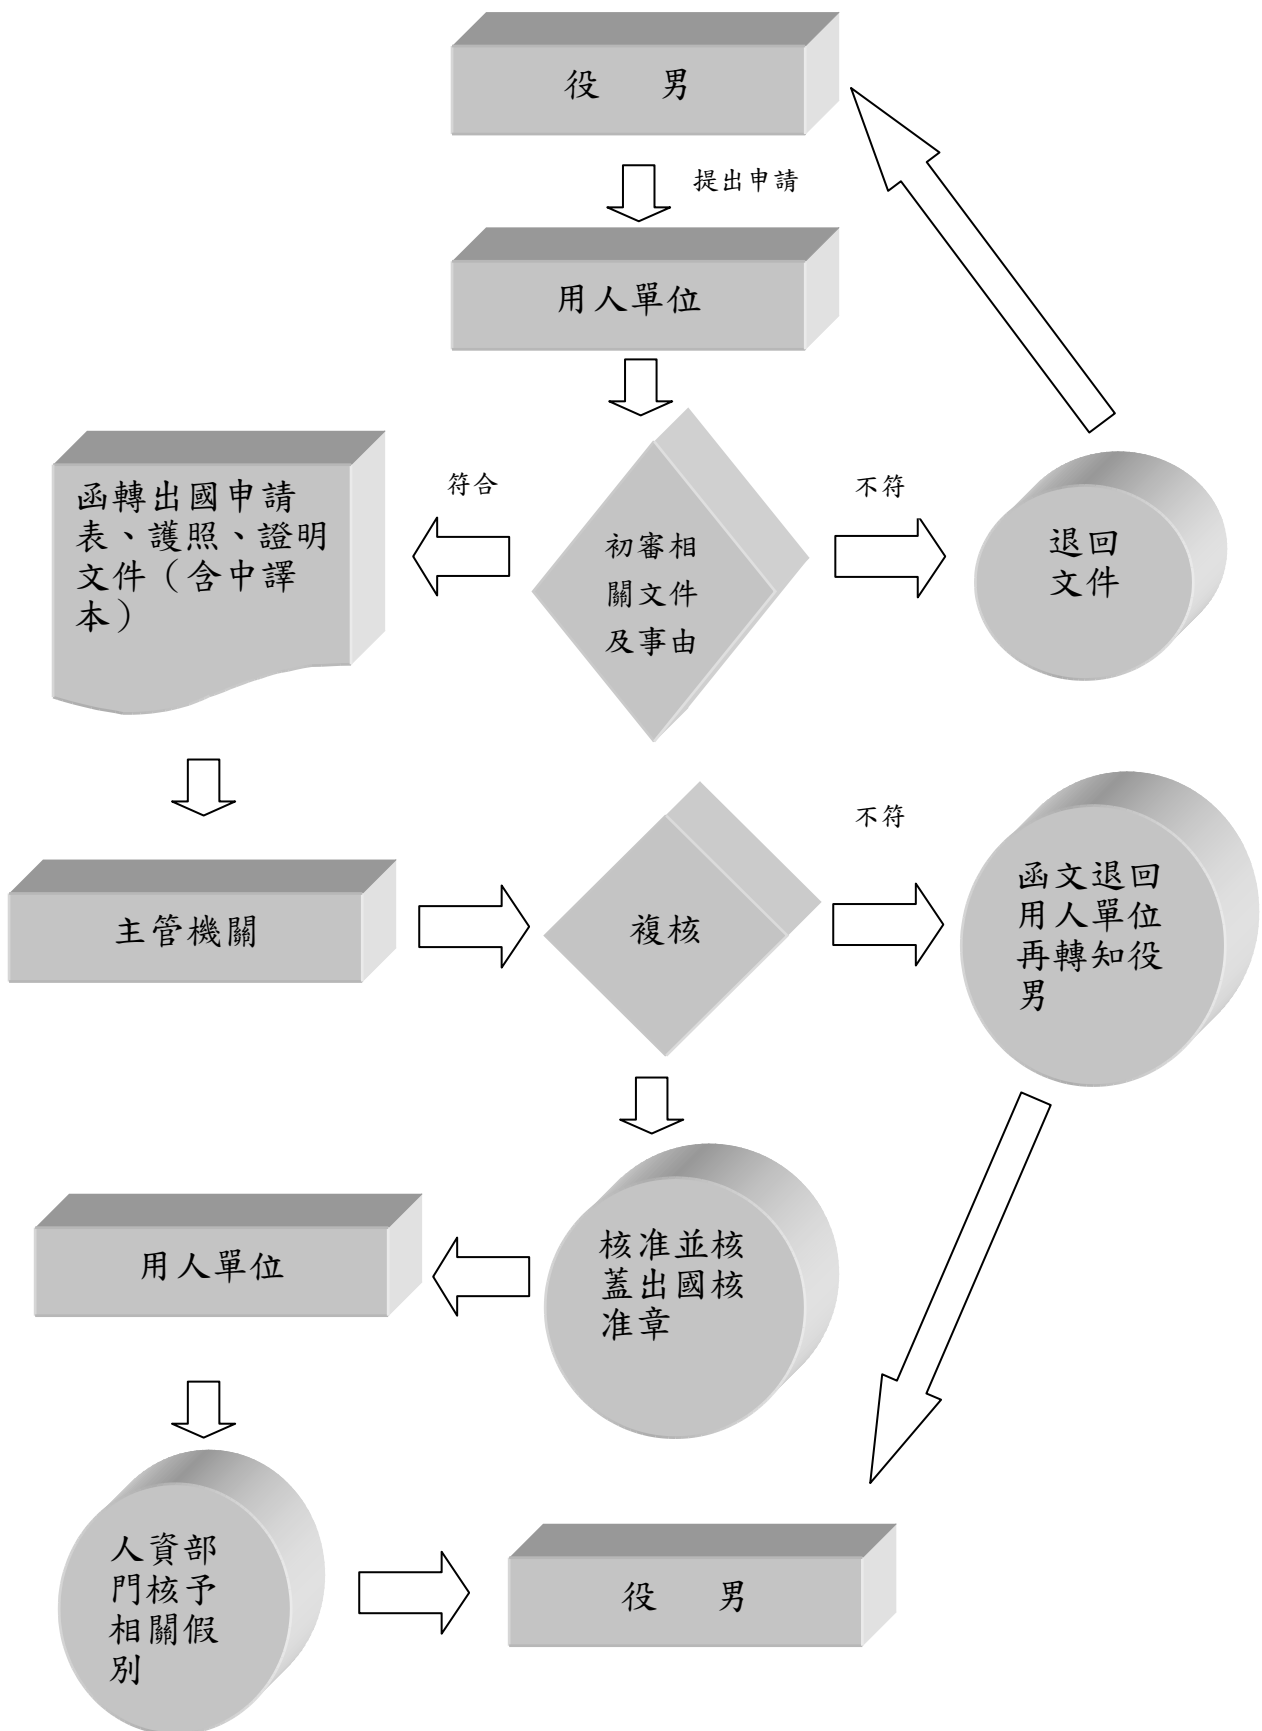 役 男
提出申請
用人單位
函轉出國申請
表、護照、證明
文件（含中譯
本）
符合
初審相
關文件
及事由
不符
退回
文件
主管機關
複核
不符
函文退回
用人單位
再轉知役
男
用人單位
核准並核
蓋出國核
准章
人資部
門核予
相關假
別
役 男